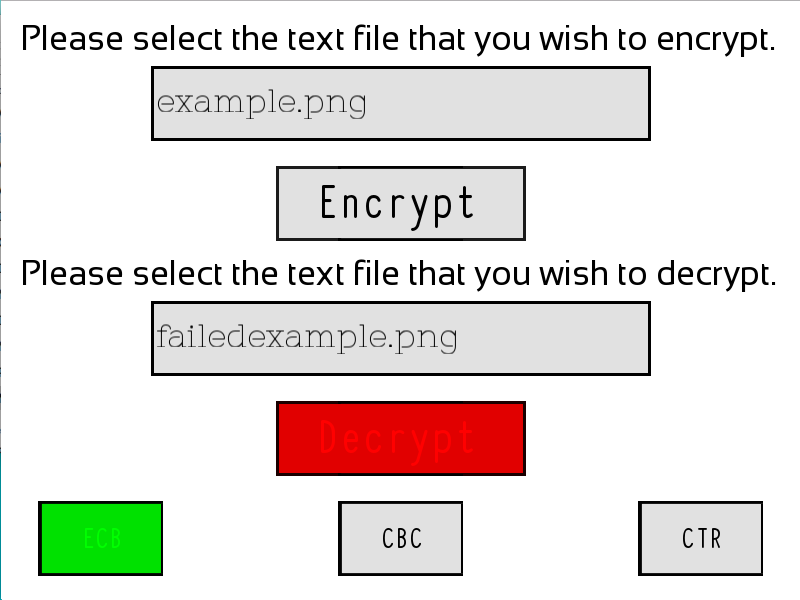 Please select the text file that you wish to encrypt.
example.png
Encrypt
Please select the text file that you wish to decrypt.
failedexample.png
Decrypt
ECB CBC CTR